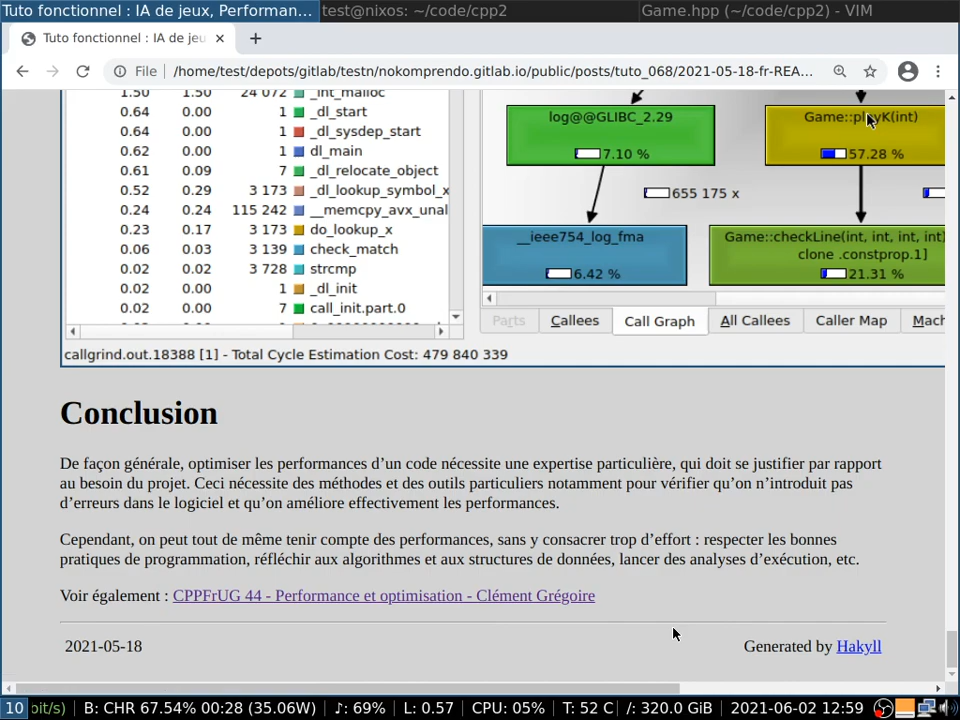 Tuto fonctionnel : IA de jeux, Performan... test@nixos: ~/code/cpp2 Game.hpp (~/code/cpp2) - VIM
Tuto fonctionnel : IA de jeu
File /home/test/depots/gitlab/testn/nokomprendo.gitlab.io/public/posts/tuto_068/2021-05-18-fr-REA...
1.50 1.50 24 072 _int_malloc
0.64 0.00 1 _dl_start
0.64 0.00 1 _dl_sysdep_start
0.62 0.00 1 dl_main
0.61 0.09 7 _dl_relocate_object
0.52 0.29 3 173 _dl_lookup_symbol_x
0.24 0.24 115 242 __memcpy_avx_unal
0.23 0.17 3 173 do_lookup_x
0.06 0.03 3 139 check_match
0.02 0.02 3 728 strcmp
0.02 0.00 1 _dl_init
0.02 0.00 7 call_init.part.0
log@@GLIBC_2.29
7.10 %
Game::playK(int)
57.28 %
655 175 x
__ieee754_log_fma
6.42 %
Game::checkLine(int, int, int, int)
clone .constprop.1]
21.31 %
Parts Callees Call Graph All Callees Caller Map Mach
callgrind.out.18388 [1] - Total Cycle Estimation Cost: 479 840 339
Conclusion
De façon générale, optimiser les performances d’un code nécessite une expertise particulière, qui doit se justifier par rapport
au besoin du projet. Ceci nécessite des méthodes et des outils particuliers notamment pour vérifier qu’on n’introduit pas
d’erreurs dans le logiciel et qu’on améliore effectivement les performances.
Cependant, on peut tout de même tenir compte des performances, sans y consacrer trop d’effort : respecter les bonnes
pratiques de programmation, réfléchir aux algorithmes et aux structures de données, lancer des analyses d’exécution, etc.
Voir également : CPPFrUG 44 - Performance et optimisation - Clément Grégoire
2021-05-18 Generated by Hakyll
10 bit/s) B: CHR 67.54% 00:28 (35.06W) ♪: 69% L: 0.57 CPU: 05% T: 52 C /: 320.0 GiB 2021-06-02 12:59